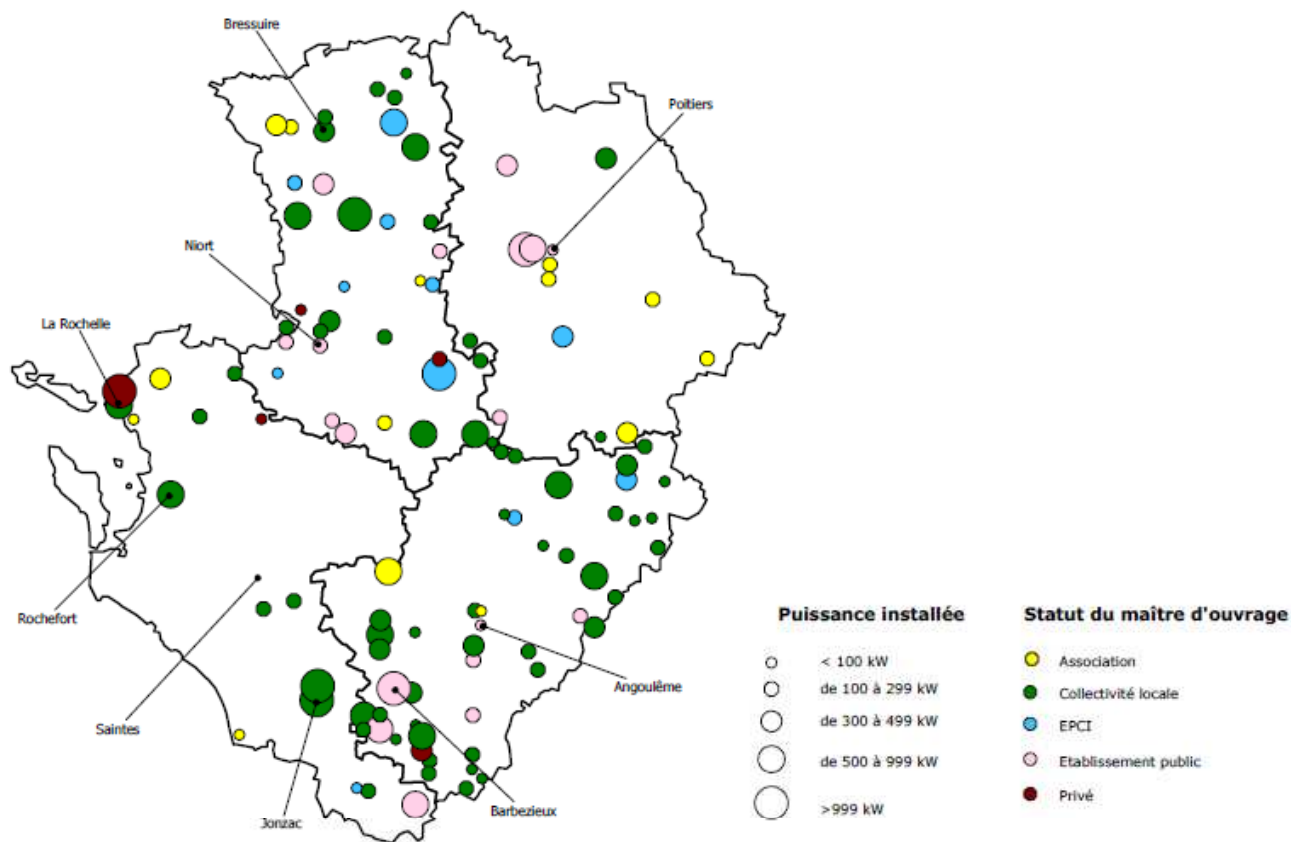 Bressuire
Poitiers
Niort
La Rochelle
Rochefort
Saintes
Jonzac
Barbezieux
Angoulême
Puissance installée
< 100 kW
de 100 à 299 kW
de 300 à 499 kW
de 500 à 999 kW
>999 kW
Statut du maître d'ouvrage
Association
Collectivité locale
EPCI
Etablissement public
Privé